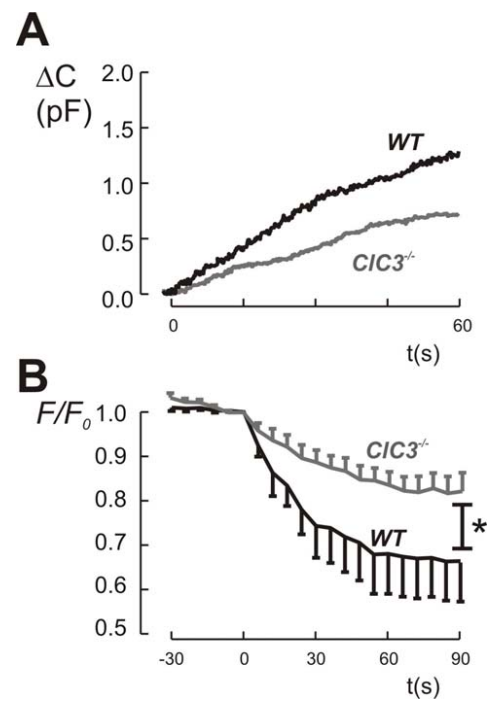 A
ΔC
(pF)
2.0
1.5
1.0
0.5
0.0
WT
ClC3-/-
0
60
t(s)
B
F/F0
1.0
0.9
0.8
0.7
0.6
0.5
ClC3-/-
WT
*
-30
0
30
60
90
t(s)